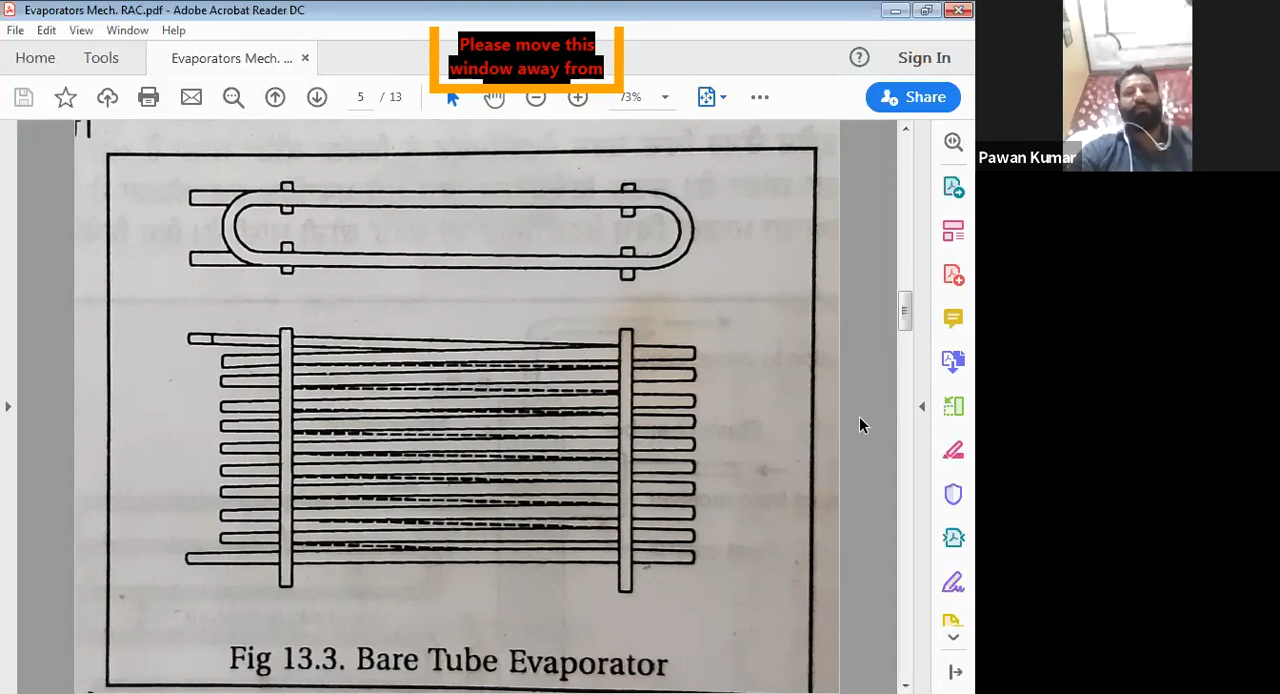 Evaporators Mech. RAC.pdf - Adobe Acrobat Reader DC
File Edit View Window Help
Please move this
window away from
Home Tools Evaporators Mech. ... × Sign In
5 / 13 73% Share
Pawan Kumar
Fig 13.3. Bare Tube Evaporator